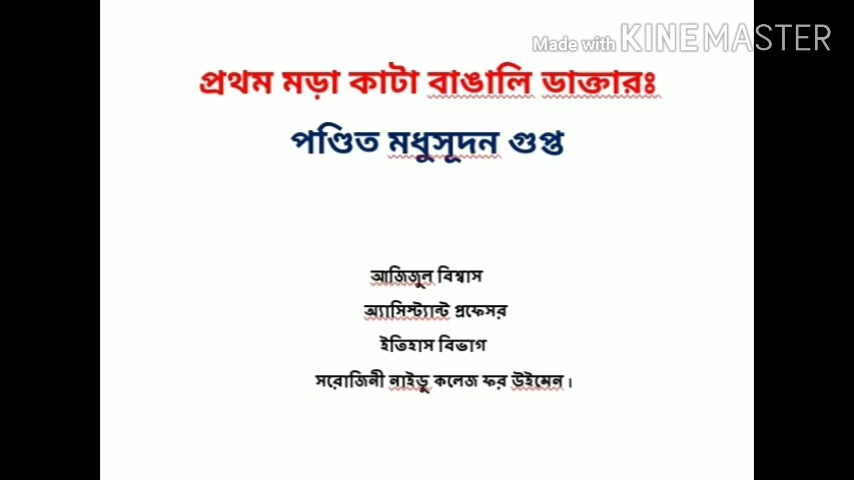 Made with KINEMASTER
প্রথম মড়া কাটা বাঙালি ডাক্তারঃ
পণ্ডিত মধুসূদন গুপ্ত
আজিজুল বিশ্বাস
অ্যাসিস্ট্যান্ট প্রফেসর
ইতিহাস বিভাগ
সরোজিনী নাইডু কলেজ ফর উইমেন।